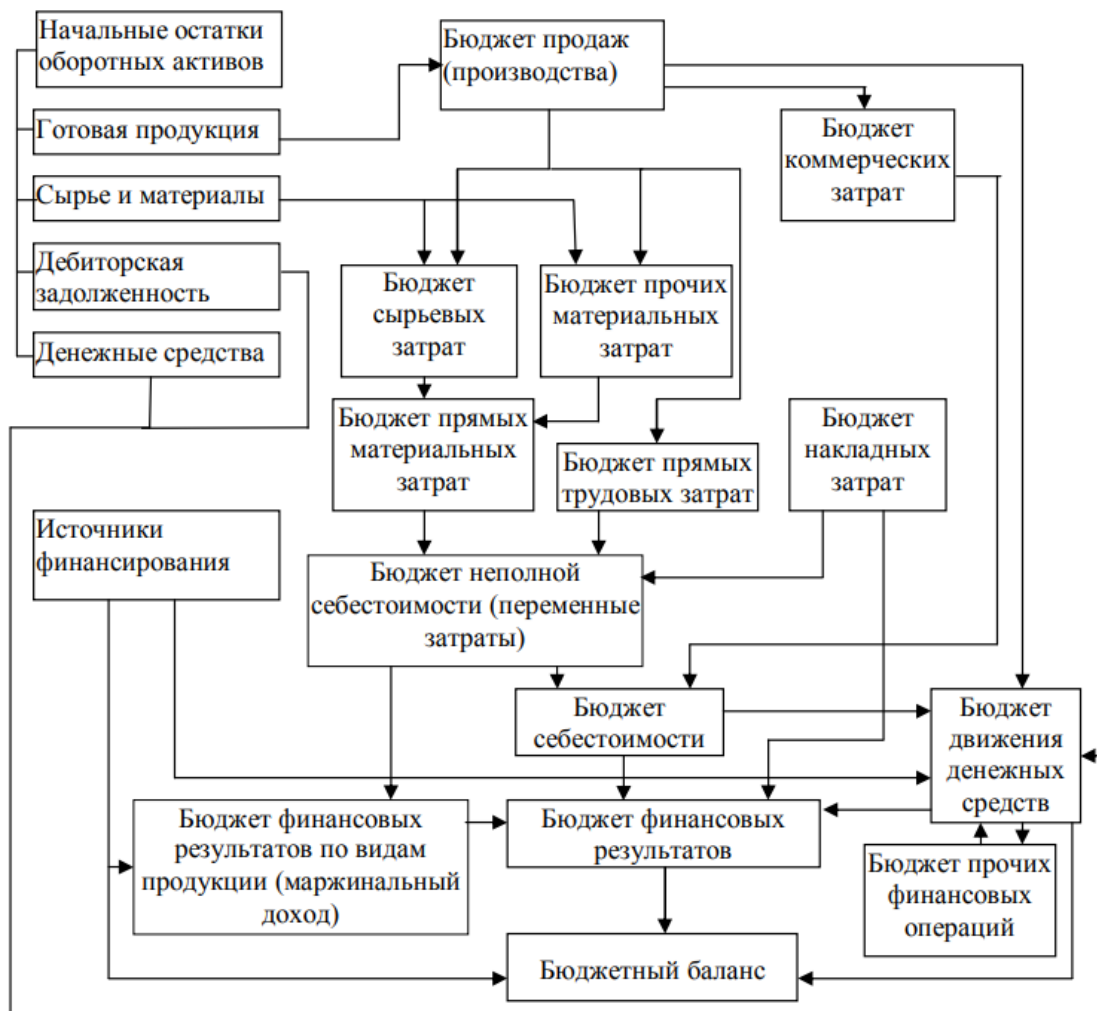 Начальные остатки
оборотных активов
Готовая продукция
Сырье и материалы
Дебиторская
задолженность
Денежные средства
Источники
финансирования
Бюджет продаж
(производства)
Бюджет
коммерческих
затрат
Бюджет
сырьевых
затрат
Бюджет прочих
материальных
затрат
Бюджет прямых
материальных
затрат
Бюджет прямых
трудовых затрат
Бюджет
накладных
затрат
Бюджет неполной
себестоимости (переменные
затраты)
Бюджет
себестоимости
Бюджет
движения
денежных
средств
Бюджет финансовых
результатов по видам
продукции (маржинальный
доход)
Бюджет финансовых
результатов
Бюджет прочих
финансовых
операций
Бюджетный баланс